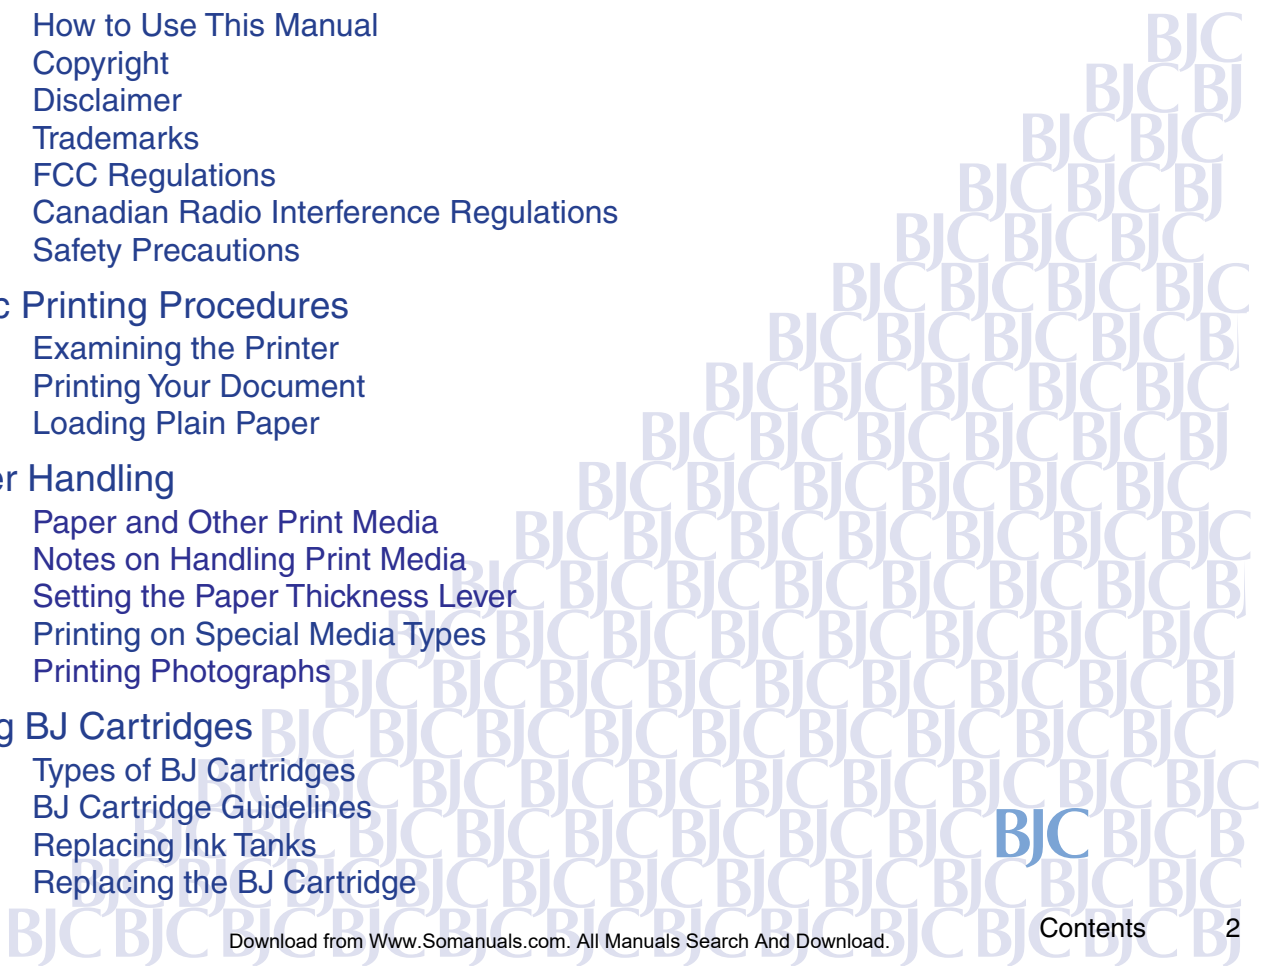 How to Use This Manual
Copyright
Disclaimer
Trademarks
FCC Regulations
Canadian Radio Interference Regulations
Safety Precautions
c Printing Procedures
Examining the Printer
Printing Your Document
Loading Plain Paper
er Handling
Paper and Other Print Media
Notes on Handling Print Media
Setting the Paper Thickness Lever
Printing on Special Media Types
Printing Photographs
g BJ Cartridges
Types of BJ Cartridges
BJ Cartridge Guidelines
Replacing Ink Tanks
BJC
Replacing the BJ Cartridge
Contents 2
Download from Www.Somanuals.com. All Manuals Search And Download.